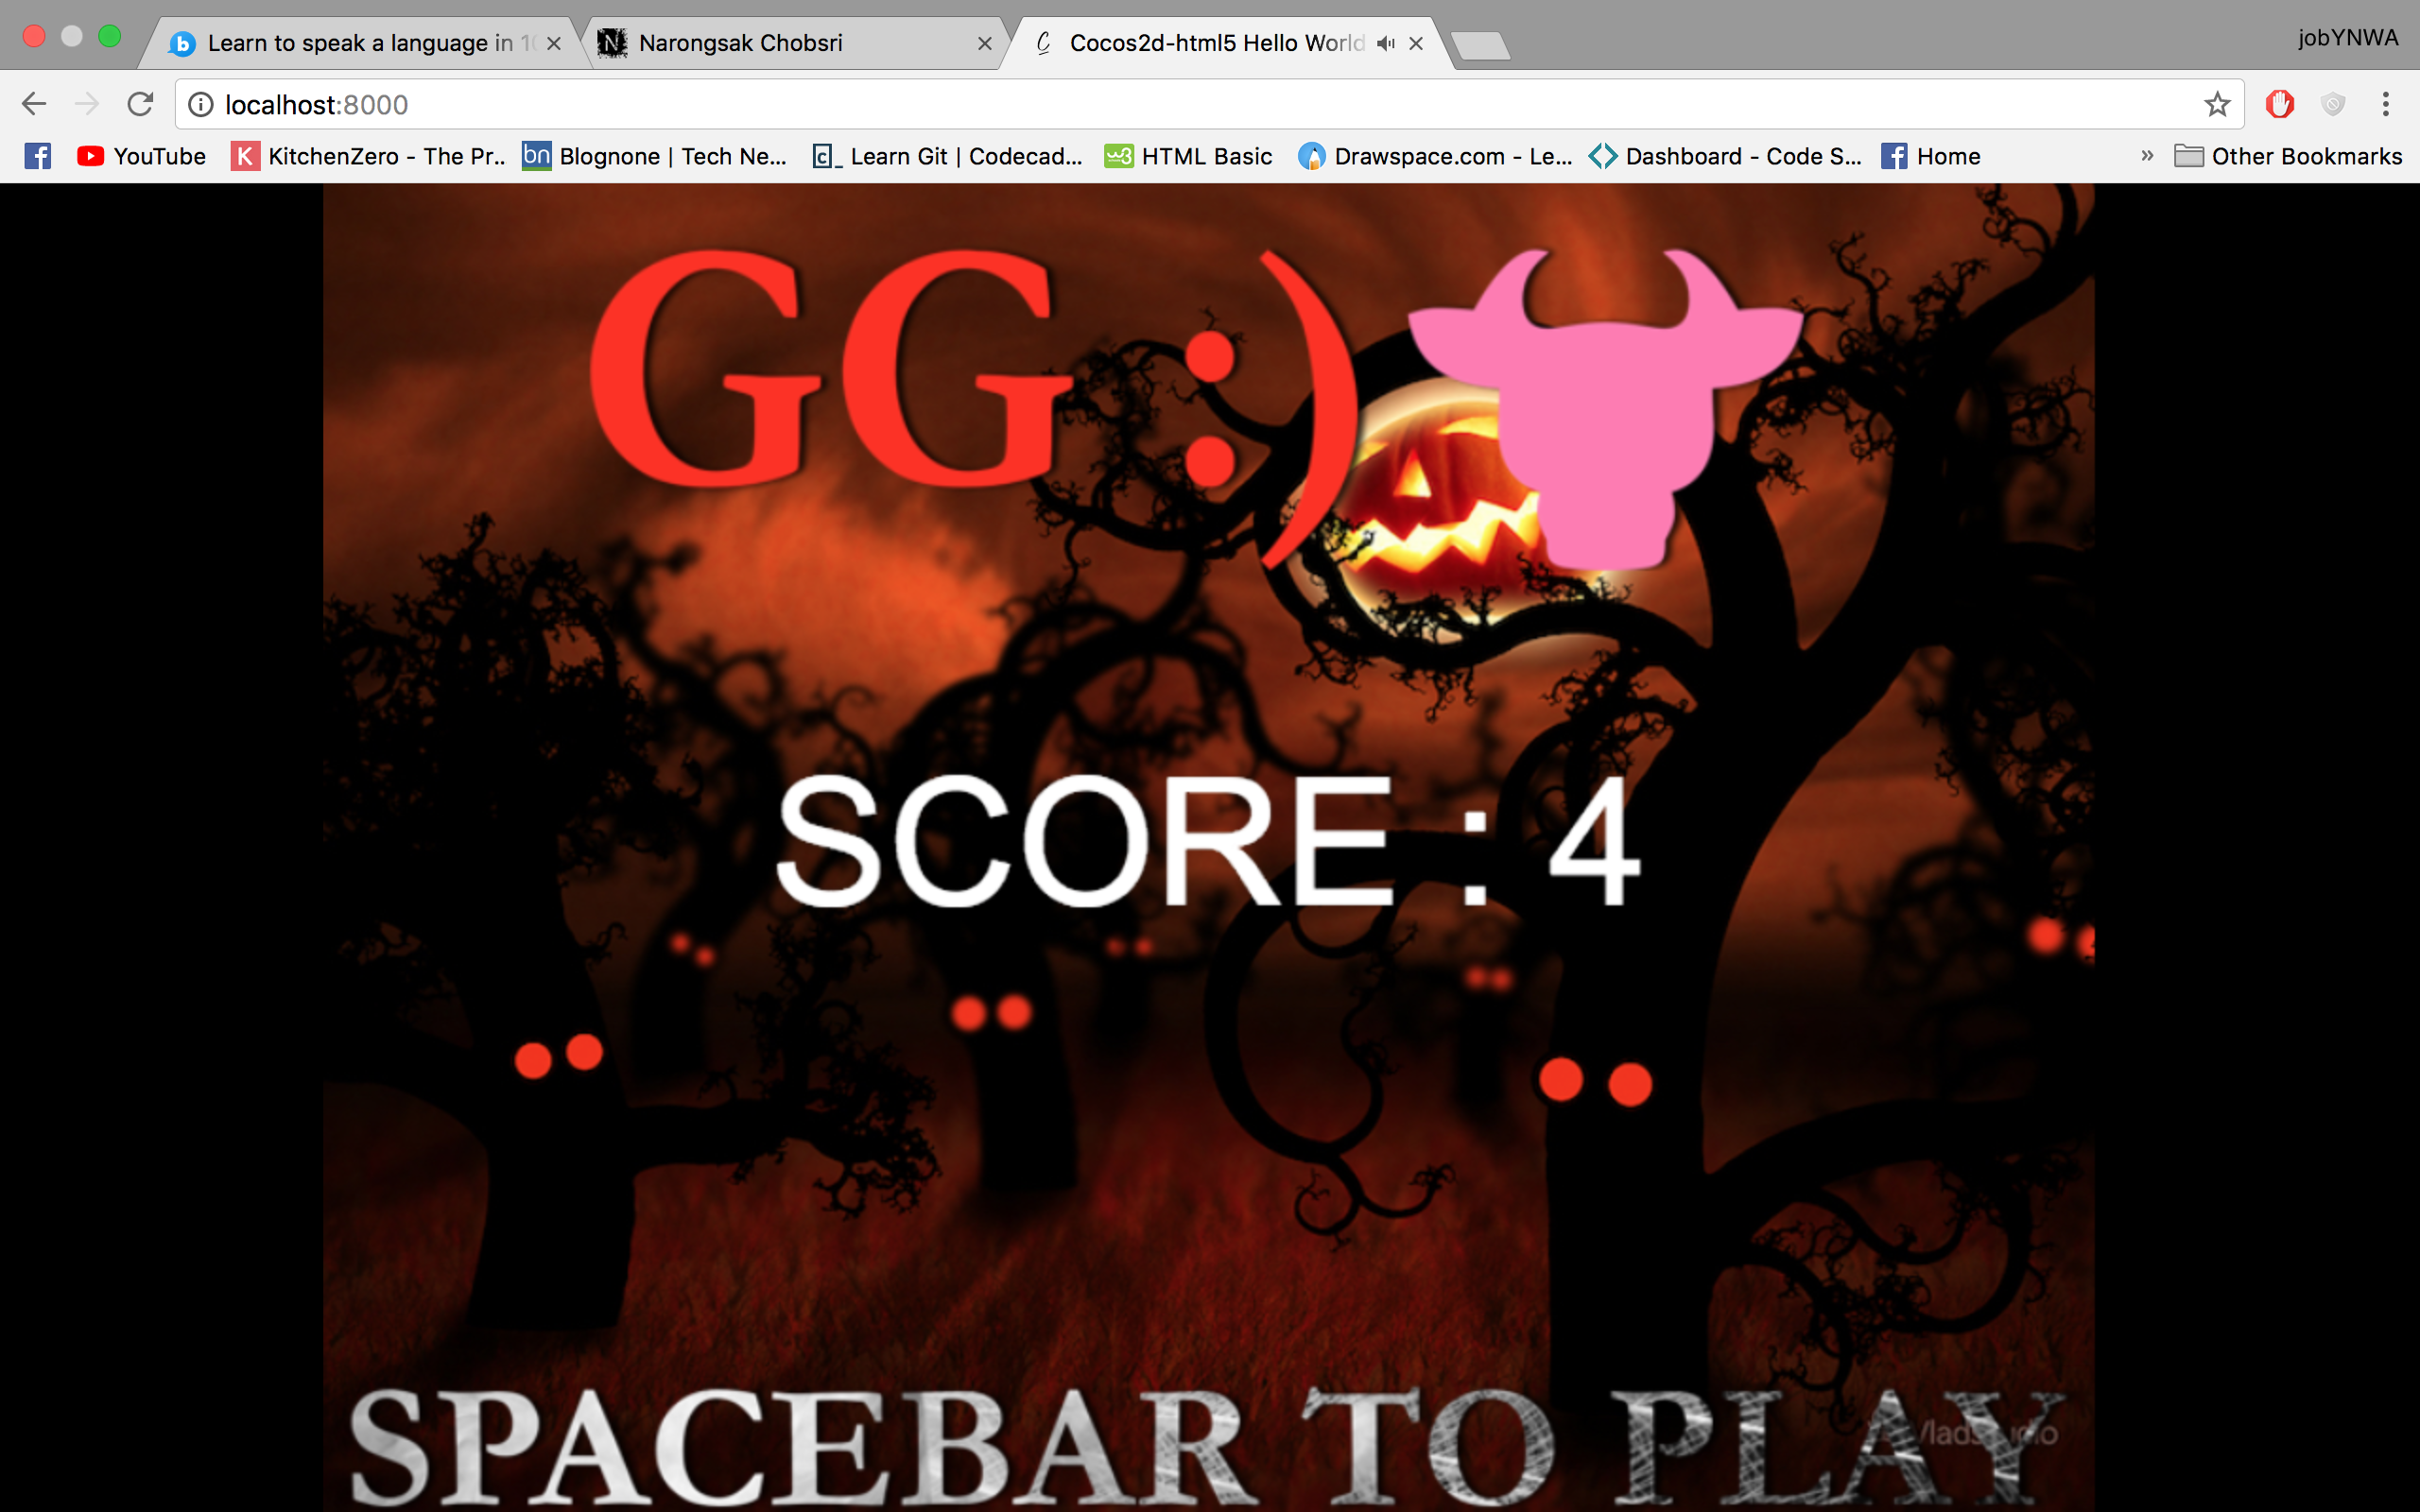 Learn to speak a language in 10
Narongsak Chobsri
Cocos2d-html5 Hello World
jobYNWA
localhost:8000
YouTube
KitchenZero - The Pr..
Blognone | Tech Ne...
Learn Git | Codecad...
HTML Basic
Drawspace.com - Le...
Dashboard - Code S...
Home
» Other Bookmarks
GG :)
SCORE : 4
SPACEBAR TO PLAY